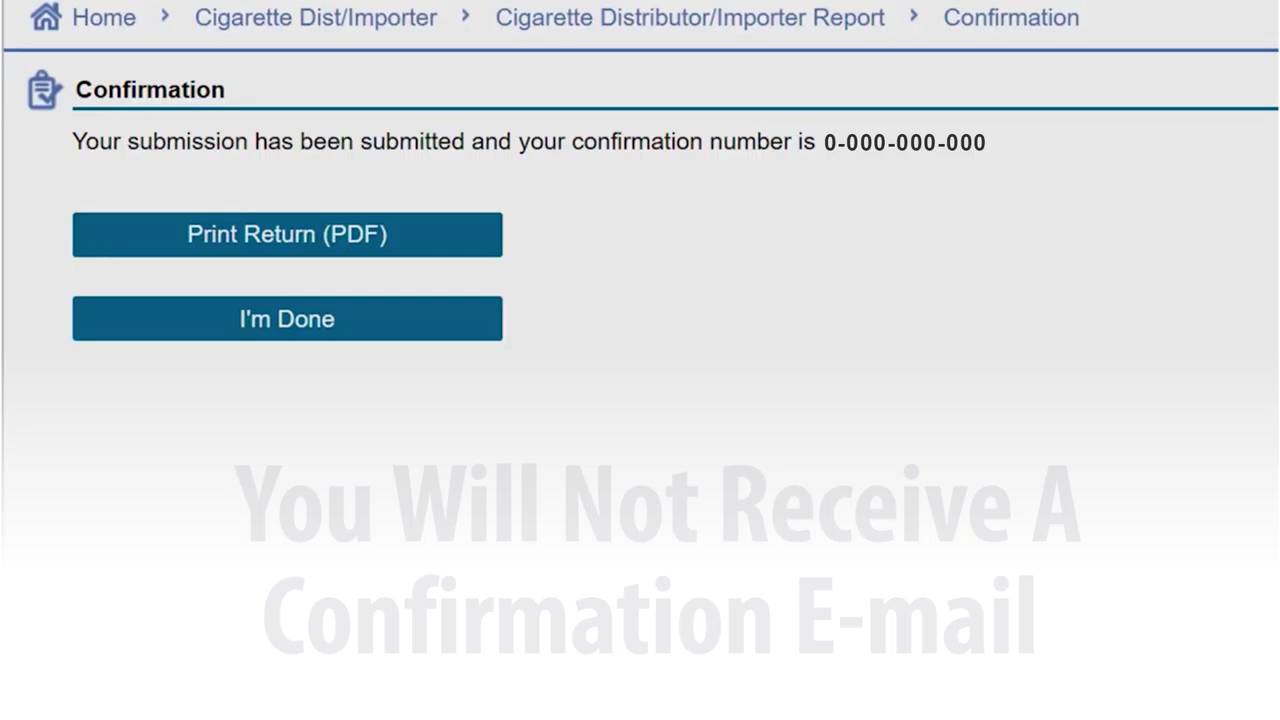 Home > Cigarette Dist/Importer > Cigarette Distributor/Importer Report > Confirmation
Confirmation
Your submission has been submitted and your confirmation number is 0-000-000-000
Print Return (PDF)
I'm Done
You Will Not Receive A
Confirmation E-mail